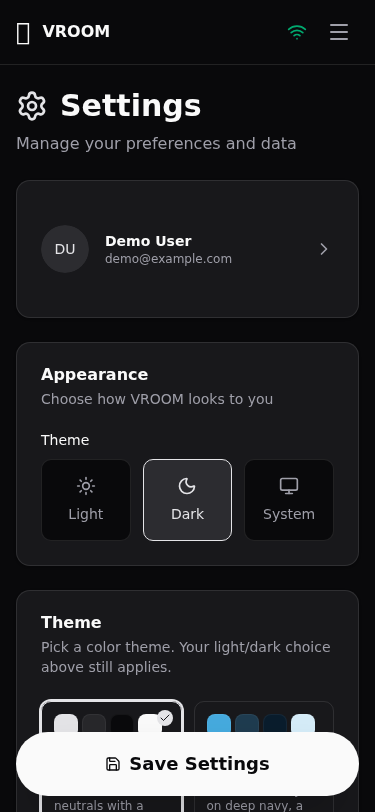 VROOM
Settings
Manage your preferences and data
DU
Demo User
demo@example.com
Appearance
Choose how VROOM looks to you
Theme
Light
Dark
System
Theme
Pick a color theme. Your light/dark choice
above still applies.
Save Settings
neutrals with a
on deep navy, a